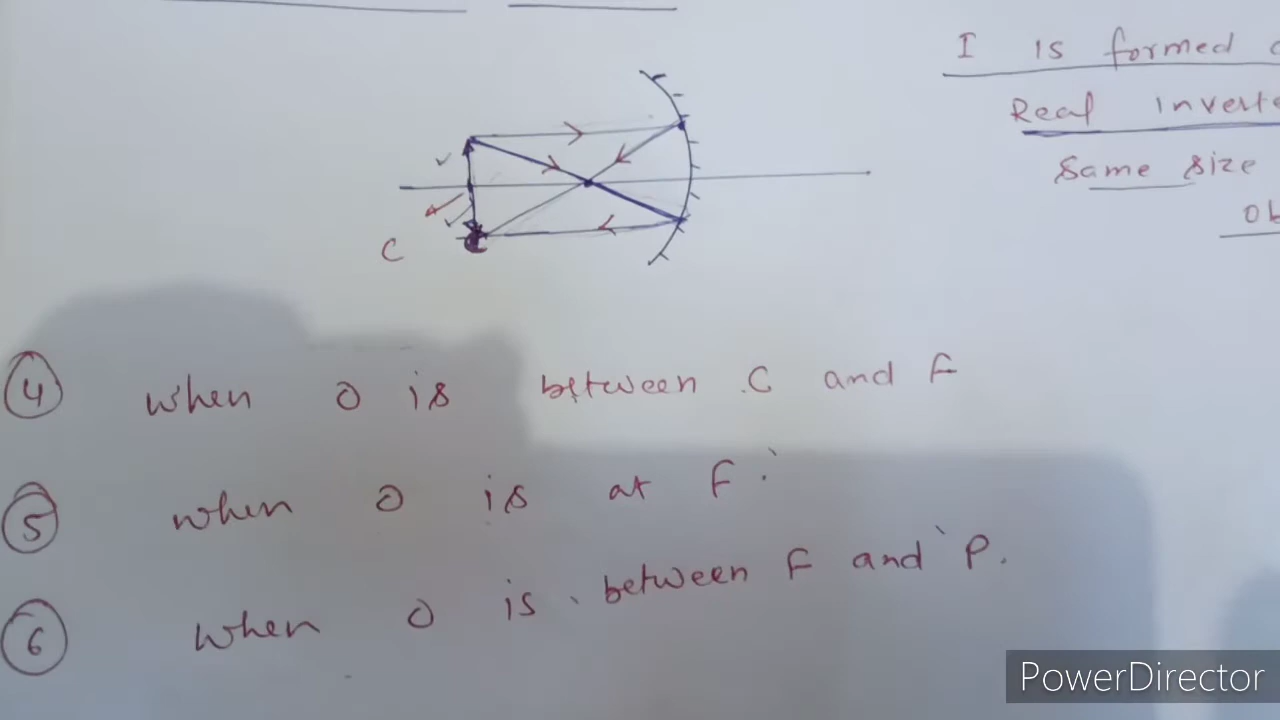 I is formed
Real
same size
C
4 when O is between C and F
5 when O is at F.
6 when O is between F and P.
PowerDirector